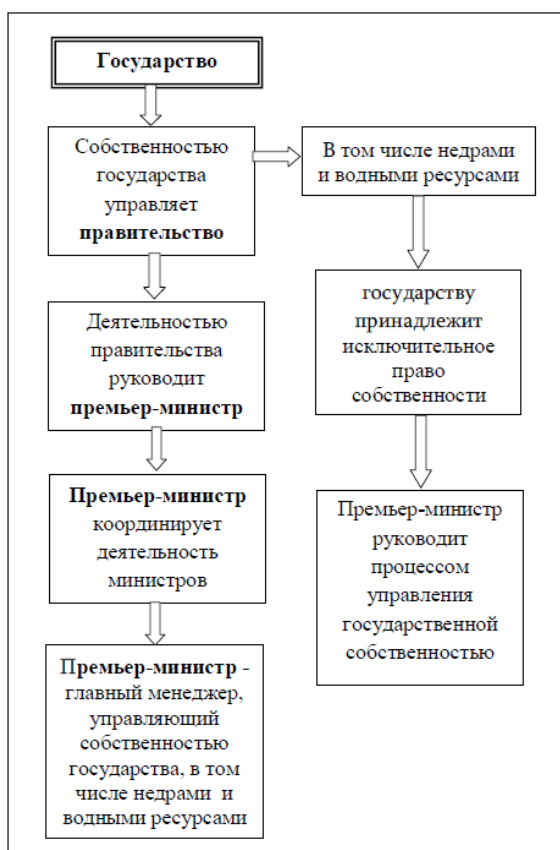 Государство
Собственностью
государства
управляет
правительство
В том числе недрами
и водными ресурсами
Деятельностью
правительства
руководит
премьер-министр
государству
принадлежит
исключительное
право
собственности
Премьер-министр
координирует
деятельность
министров
Премьер-министр
руководит
процессом
управления
государственной
собственностью
Премьер-министр -
главный менеджер,
управляющий
собственностью
государства, в том
числе недрами и
водными ресурсами